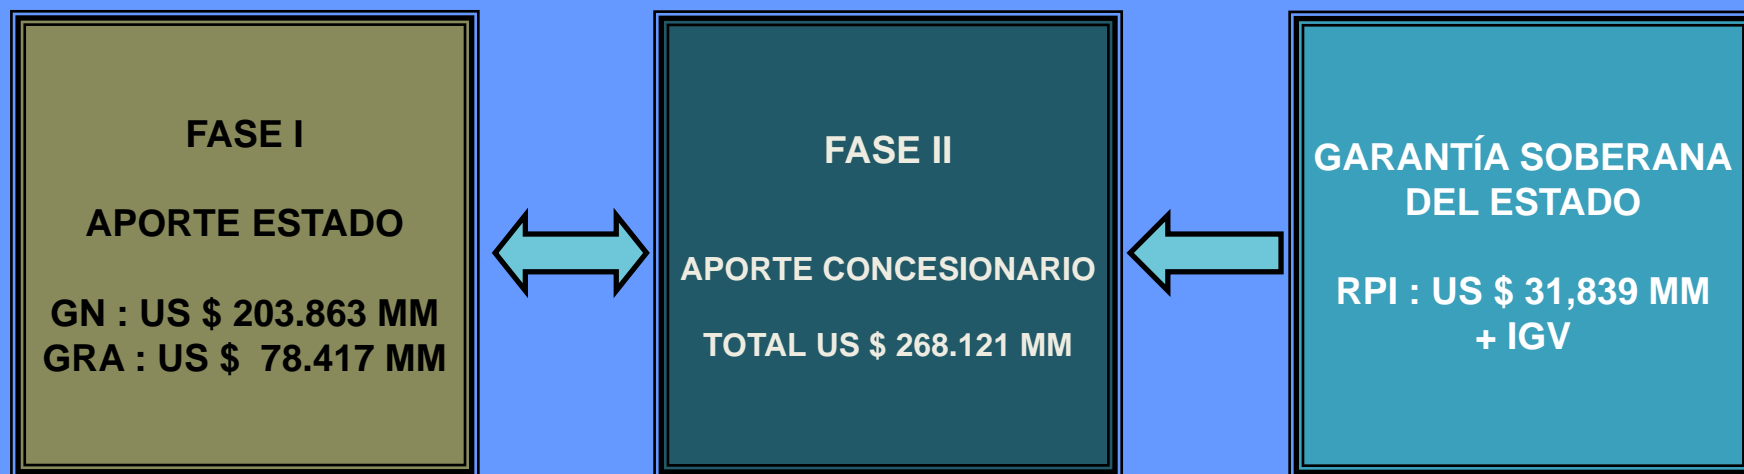 FASE I
APORTE ESTADO
GN : US $ 203.863 MM
GRA : US $ 78.417 MM
FASE II
APORTE CONCESIONARIO
TOTAL US $ 268.121 MM
GARANTÍA SOBERANA
DEL ESTADO
RPI : US $ 31,839 MM
+ IGV